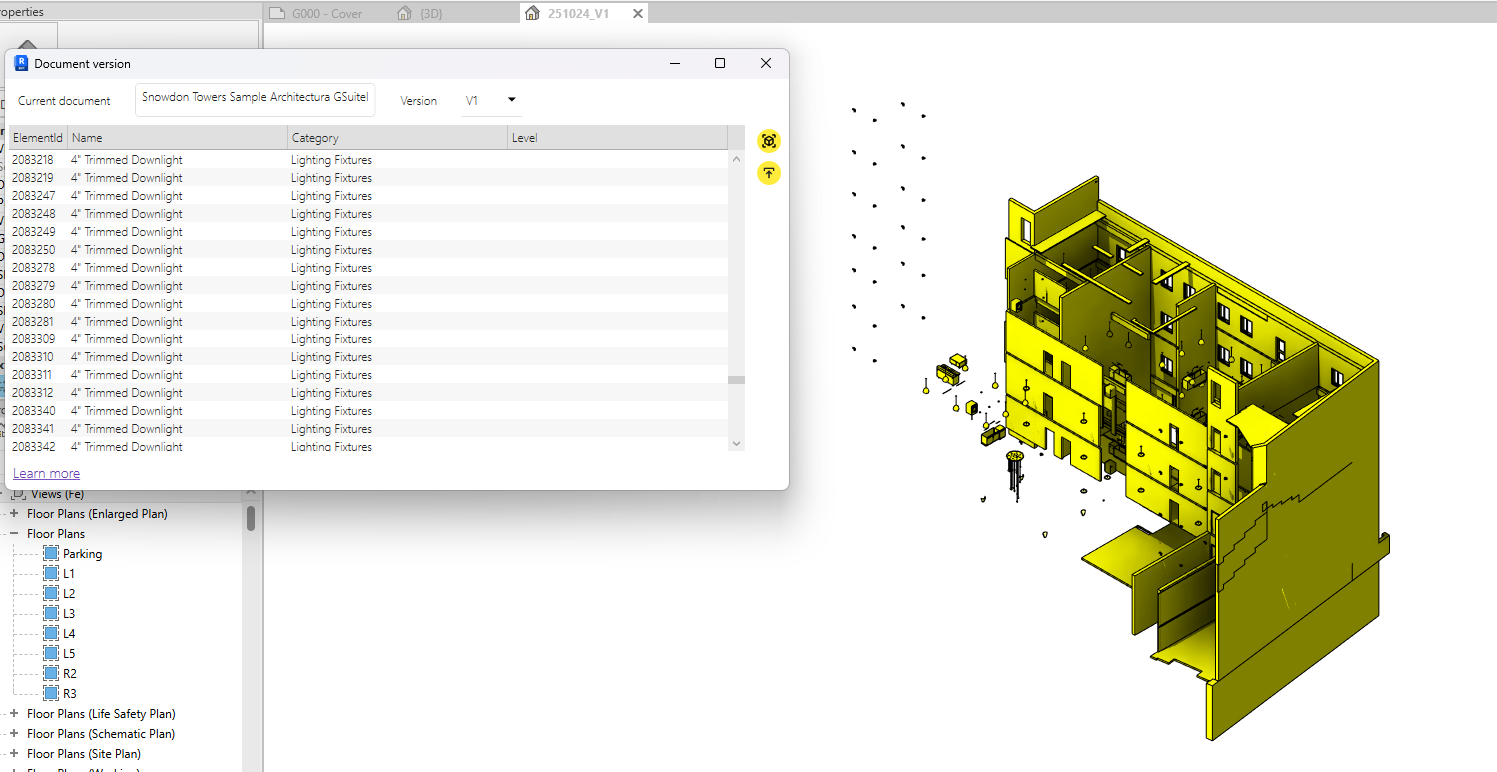 operties
G000 - Cover
{3D}
251024_V1
Document version
Current document
Snowdon Towers Sample Architectura GSuitel
Version
V1
ElementId Name Category Level
2083218 4" Trimmed Downlight Lighting Fixtures
2083219 4" Trimmed Downlight Lighting Fixtures
2083247 4" Trimmed Downlight Lighting Fixtures
2083248 4" Trimmed Downlight Lighting Fixtures
2083249 4" Trimmed Downlight Lighting Fixtures
2083250 4" Trimmed Downlight Lighting Fixtures
2083278 4" Trimmed Downlight Lighting Fixtures
2083279 4" Trimmed Downlight Lighting Fixtures
2083280 4" Trimmed Downlight Lighting Fixtures
2083281 4" Trimmed Downlight Lighting Fixtures
2083309 4" Trimmed Downlight Lighting Fixtures
2083310 4" Trimmed Downlight Lighting Fixtures
2083311 4" Trimmed Downlight Lighting Fixtures
2083312 4" Trimmed Downlight Lighting Fixtures
2083340 4" Trimmed Downlight Lighting Fixtures
2083341 4" Trimmed Downlight Lighting Fixtures
2083342 4" Trimmed Downlight Lighting Fixtures
Learn more
Views (Fe)
Floor Plans (Enlarged Plan)
Floor Plans
Parking
L1
L2
L3
L4
L5
R2
R3
Floor Plans (Life Safety Plan)
Floor Plans (Schematic Plan)
Floor Plans (Site Plan)